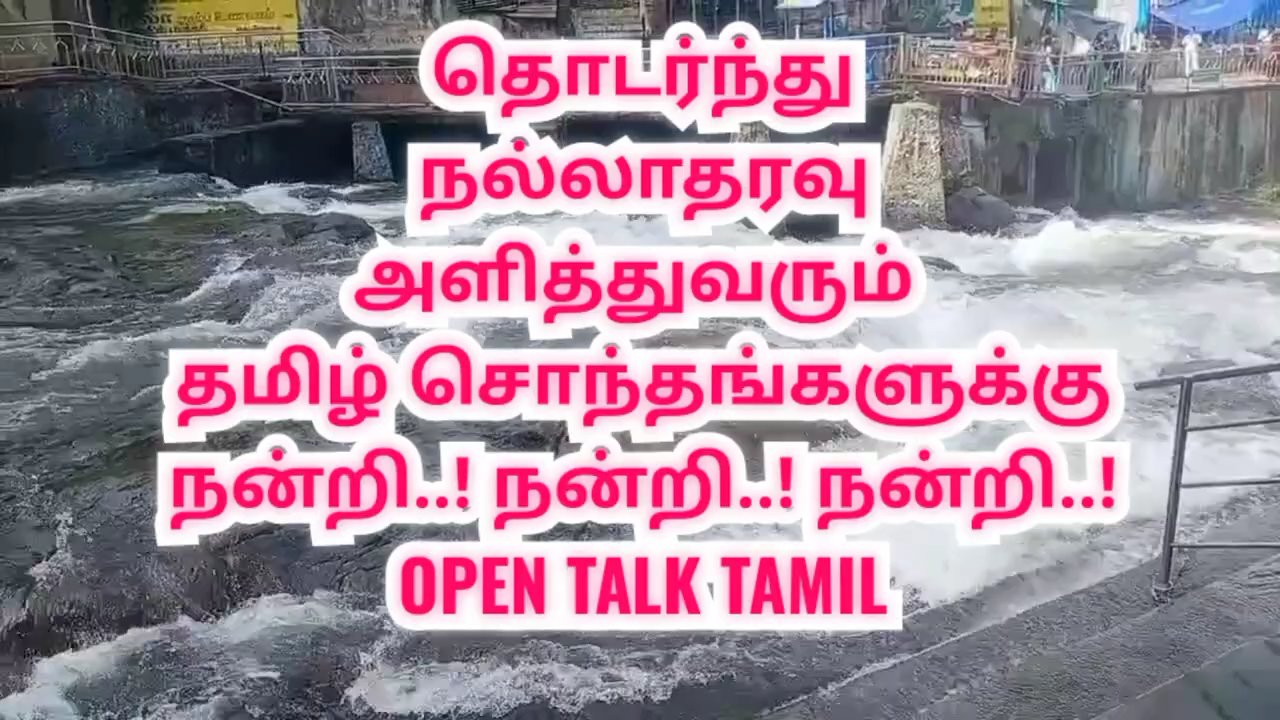 தொடர்ந்து
நல்லாதரவு
அளித்துவரும்
தமிழ் சொந்தங்களுக்கு
நன்றி..! நன்றி..! நன்றி..!
OPEN TALK TAMIL